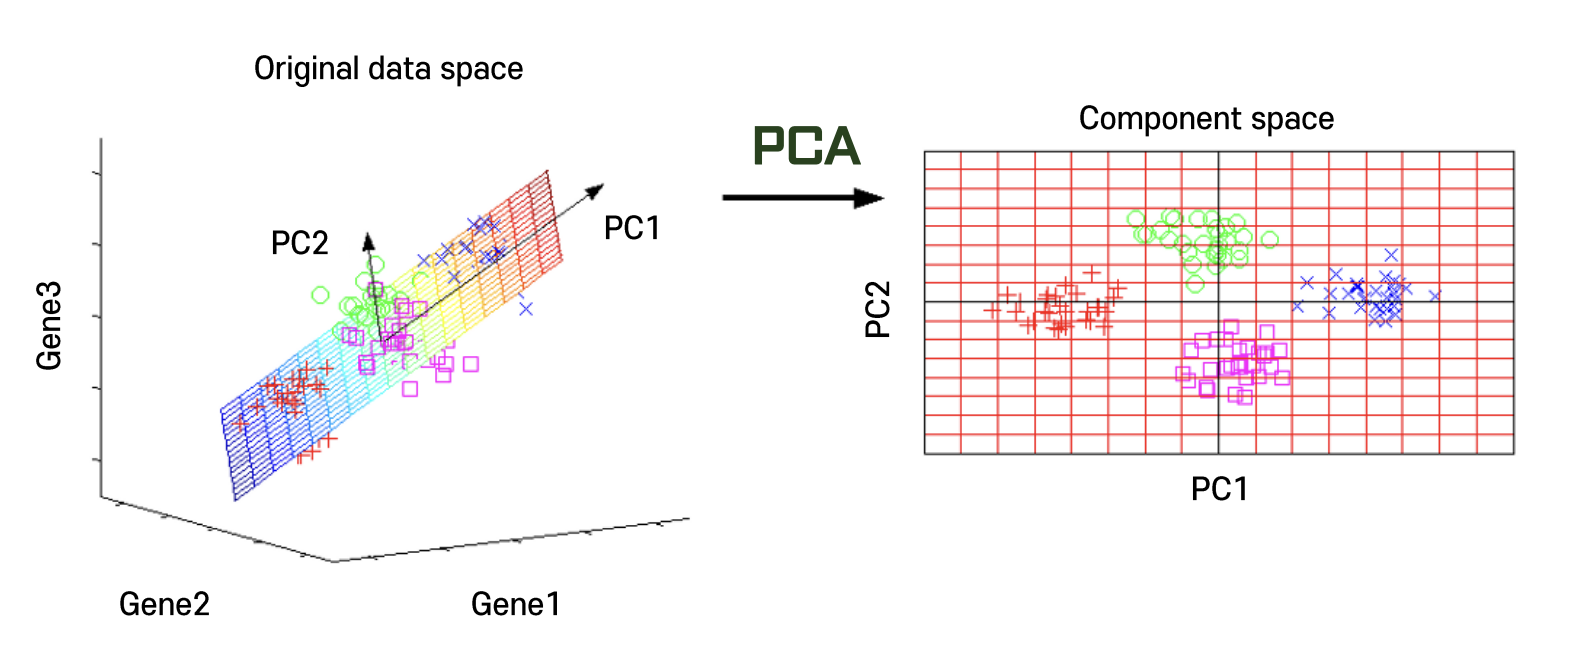 Original data space
PC2
PC1
Gene3
Gene2
Gene1
PCA
Component space
PC2
PC1